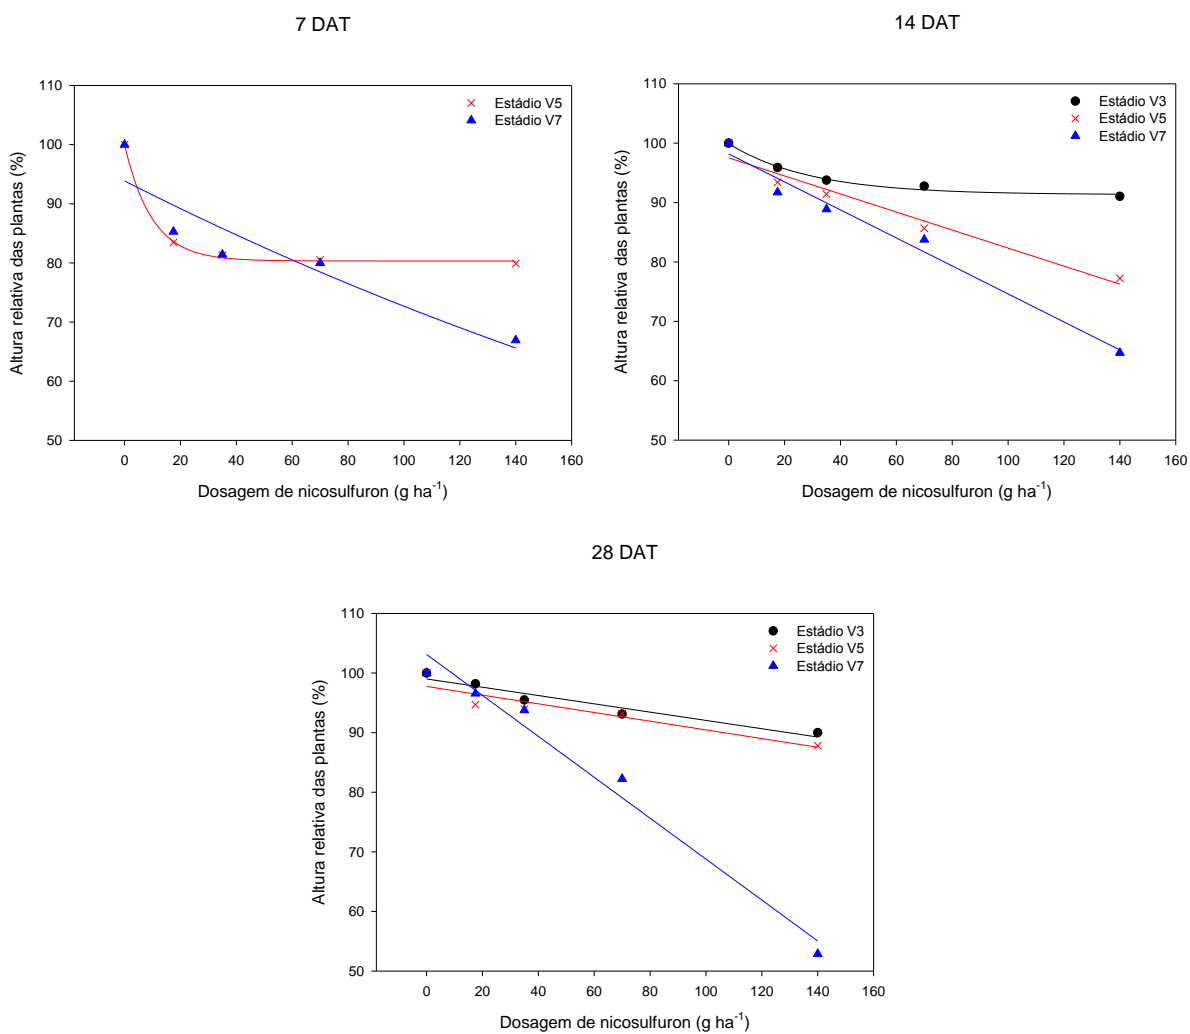 7 DAT
Altura relativa das plantas (%)
110
100
90
80
70
60
50
Estádio V5
Estádio V7
0 20 40 60 80 100 120 140 160
Dosagem de nicosulfuron (g ha⁻¹)
14 DAT
Altura relativa das plantas (%)
110
100
90
80
70
60
50
Estádio V3
Estádio V5
Estádio V7
0 20 40 60 80 100 120 140 160
Dosagem de nicosulfuron (g ha⁻¹)
28 DAT
Altura relativa das plantas (%)
110
100
90
80
70
60
50
Estádio V3
Estádio V5
Estádio V7
0 20 40 60 80 100 120 140 160
Dosagem de nicosulfuron (g ha⁻¹)